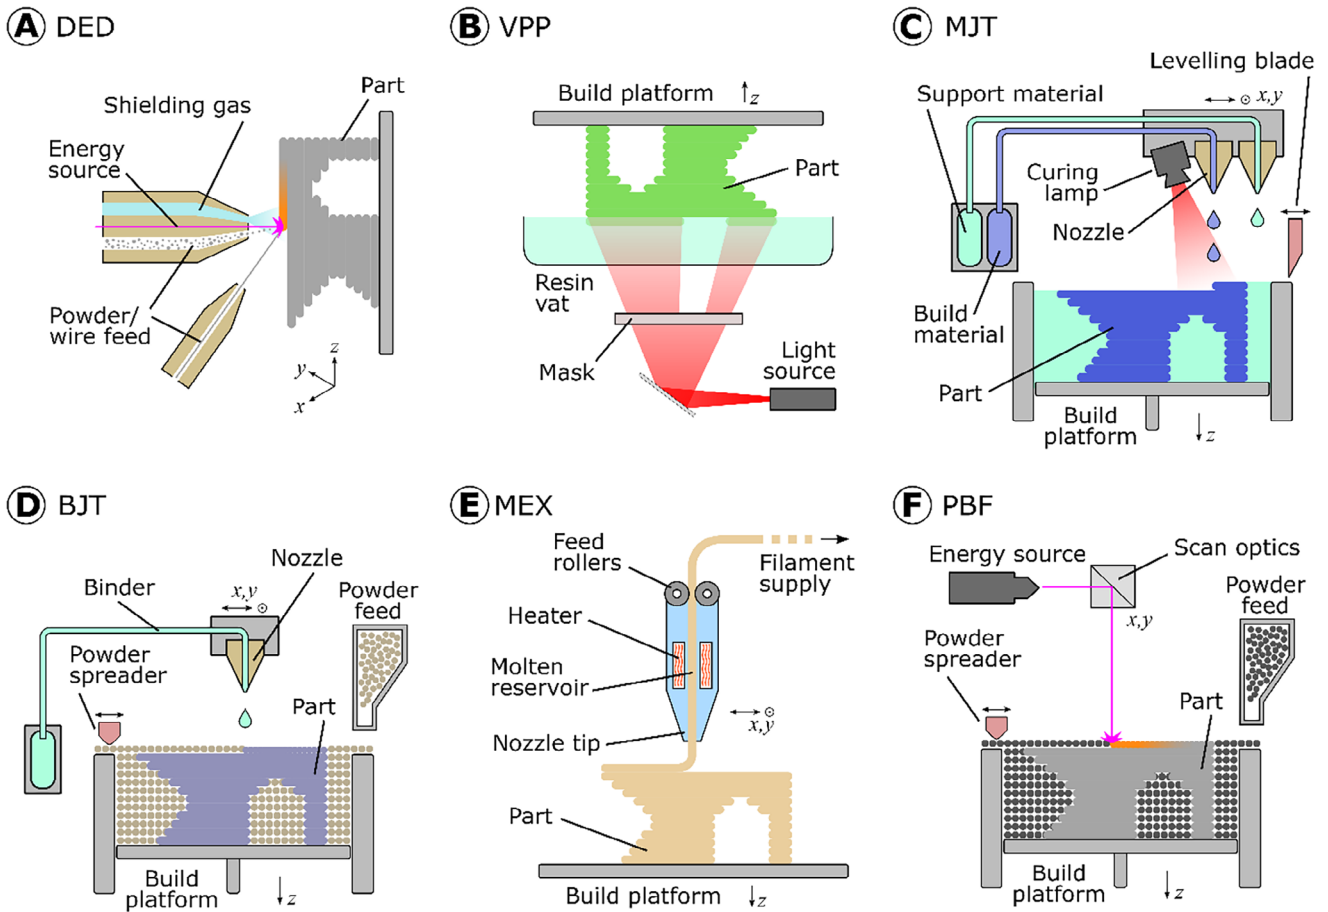 A DED
Part
Shielding gas
Energy
source
Powder/
wire feed
z
y
x
B VPP
Build platform
z
Part
Resin
vat
Mask
Light
source
C MJT
Levelling blade
x,y
Support material
Curing
lamp
Nozzle
Build
material
Part
Build
platform
z
D BJT
Nozzle
Binder
x,y
Powder
feed
Powder
spreader
Part
Build
platform
z
E MEX
Feed
rollers
Filament
supply
Heater
Molten
reservoir
x,y
Nozzle tip
Part
Build platform
z
F PBF
Energy source
Scan optics
x,y
Powder
feed
Powder
spreader
Part
Build
platform
z